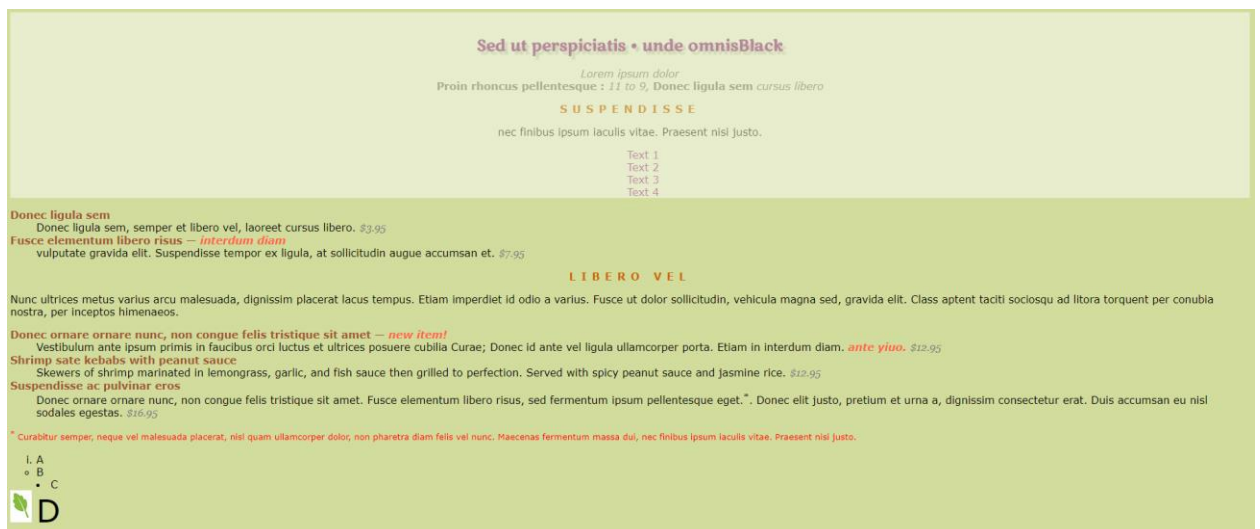 Sed ut perspiciatis • unde omnisBlack
Lorem ipsum dolor
Proin rhoncus pellentesque : 11 to 9, Donec ligula sem cursus libero
SUSPENDISSE
nec finibus ipsum iaculis vitae. Praesent nisi justo.
Text 1
Text 2
Text 3
Text 4
Donec ligula sem
Donec ligula sem, semper et libero vel, laoreet cursus libero. $3.95
Fusce elementum libero risus — interdum diam
vulputate gravida elit. Suspendisse tempor ex ligula, at sollicitudin augue accumsan et. $7.95
LIBERO VEL
Nunc ultrices metus varius arcu malesuada, dignissim placerat lacus tempus. Etiam imperdiet id odio a varius. Fusce ut dolor sollicitudin, vehicula magna sed, gravida elit. Class aptent taciti sociosqu ad litora torquent per conubia
nostra, per inceptos himenaeos.
Donec ornare ornare nunc, non congue felis tristique sit amet — new item!
Vestibulum ante ipsum primis in faucibus orci luctus et ultrices posuere cubilia Curae; Donec id ante vel ligula ullamcorper porta. Etiam in interdum diam. ante yiuo. $12.95
Shrimp sate kebabs with peanut sauce
Skewers of shrimp marinated in lemongrass, garlic, and fish sauce then grilled to perfection. Served with spicy peanut sauce and jasmine rice. $12.95
Suspendisse ac pulvinar eros
Donec ornare ornare nunc, non congue felis tristique sit amet. Fusce elementum libero risus, sed fermentum ipsum pellentesque eget.*. Donec elit justo, pretium et urna a, dignissim consectetur erat. Duis accumsan eu nisl
sodales egestas. $16.95
* Curabitur semper, neque vel malesuada placerat, nisl quam ullamcorper dolor, non pharetra diam felis vel nunc. Maecenas fermentum massa dui, nec finibus ipsum iaculis vitae. Praesent nisi justo.
i. A
◦ B
▪ C
D